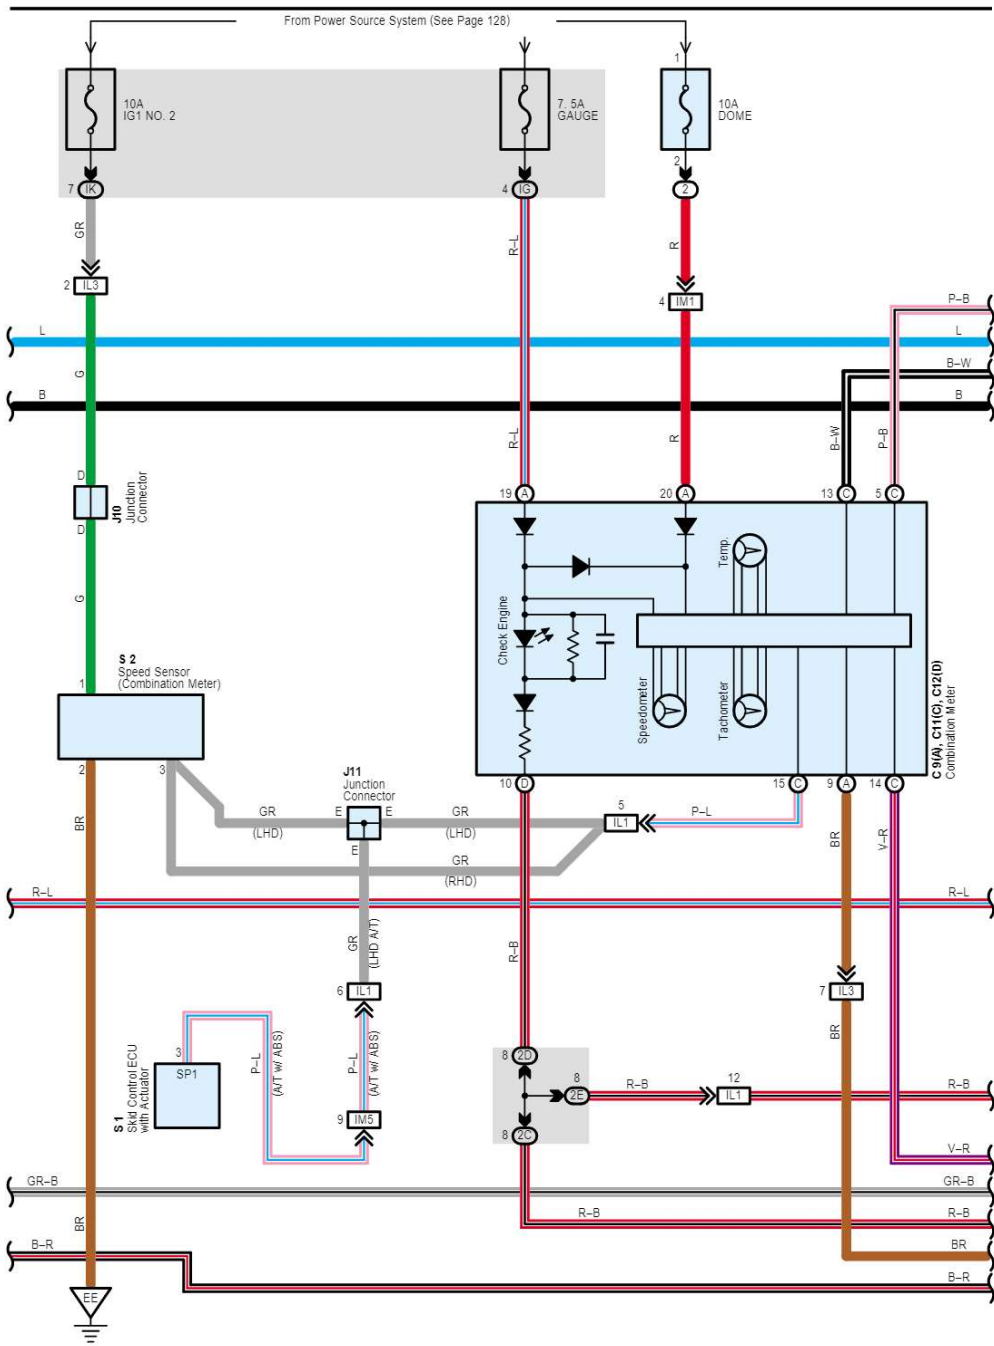 From Power Source System (See Page 128)
1
10A
IG1 NO. 2
7. 5A
GAUGE
10A
DOME
2
7 IK
4 IG
2
GR
R–L
R
2 IL3
4 IM1
P–B
L
L
B–W
G
B
B
R–L
R
B–W
P–B
D
J10
Junction
Connector
D
19 A
20 A
13 C
5 C
G
Temp.
Check Engine
S 2
Speed Sensor
(Combination Meter)
1
Speedometer
Tachometer
C 9(A), C11(C), C12(D)
Combination Meter
2
3
J11
Junction
Connector
10 D
15 C
9 A
14 C
BR
GR
(LHD)
E
E
E
GR
(LHD)
5
IL1
P–L
BR
V–R
GR
(RHD)
R–L
R–L
GR
(LHD A/T)
R–B
6 IL1
7 IL3
3
SP1
S 1
Skid Control ECU
with Actuator
P–L
(A/T w/ ABS)
P–L
(A/T w/ ABS)
9 IM5
BR
8 2D
8
2E
R–B
12
IL1
R–B
8 2C
V–R
GR–B
GR–B
BR
R–B
R–B
B–R
BR
B–R
EE